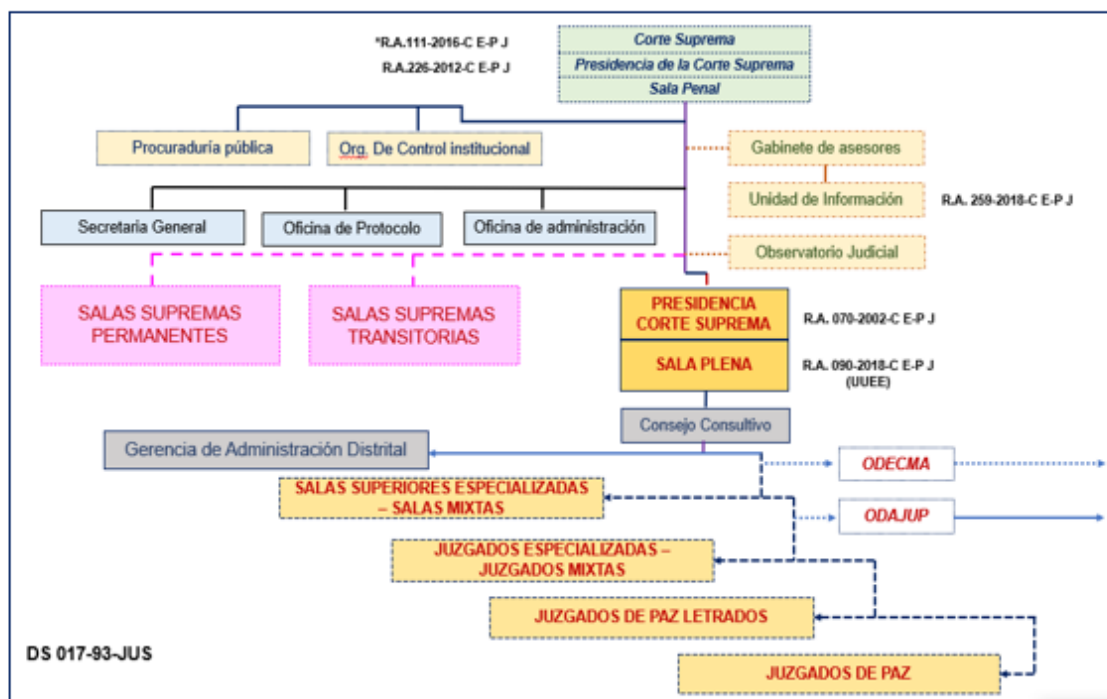 *R.A.111-2016-C E-P J
R.A.226-2012-C E-P J
Corte Suprema
Presidencia de la Corte Suprema
Sala Penal
Procuraduría pública
Org. De Control institucional
Gabinete de asesores
Unidad de Información
R.A. 259-2018-C E-P J
Secretaria General
Oficina de Protocolo
Oficina de administración
Observatorio Judicial
SALAS SUPREMAS
PERMANENTES
SALAS SUPREMAS
TRANSITORIAS
PRESIDENCIA
CORTE SUPREMA
R.A. 070-2002-C E-P J
SALA PLENA
R.A. 090-2018-C E-P J
(UUEE)
Consejo Consultivo
Gerencia de Administración Distrital
ODECMA
SALAS SUPERIORES ESPECIALIZADAS
– SALAS MIXTAS
ODAJUP
JUZGADOS ESPECIALIZADAS –
JUZGADOS MIXTAS
JUZGADOS DE PAZ LETRADOS
DS 017-93-JUS
JUZGADOS DE PAZ